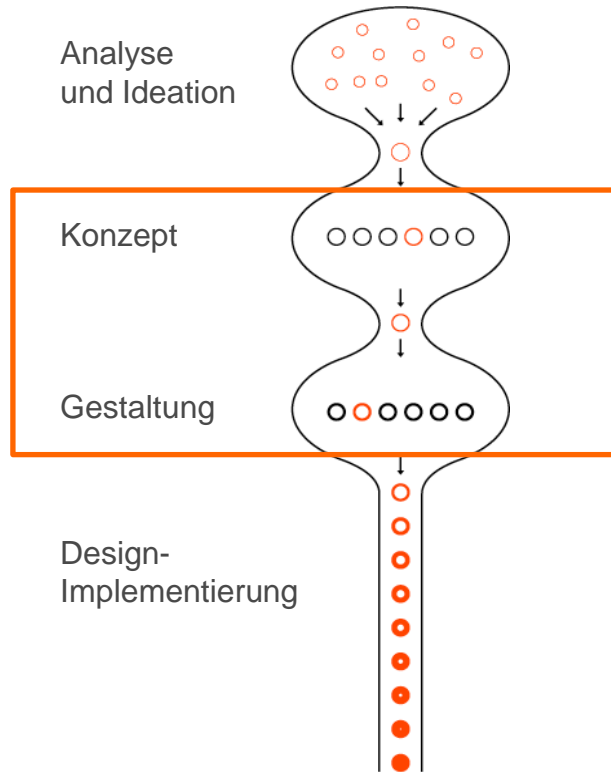 Analyse
und Ideation
Konzept
Gestaltung
Design-
Implementierung